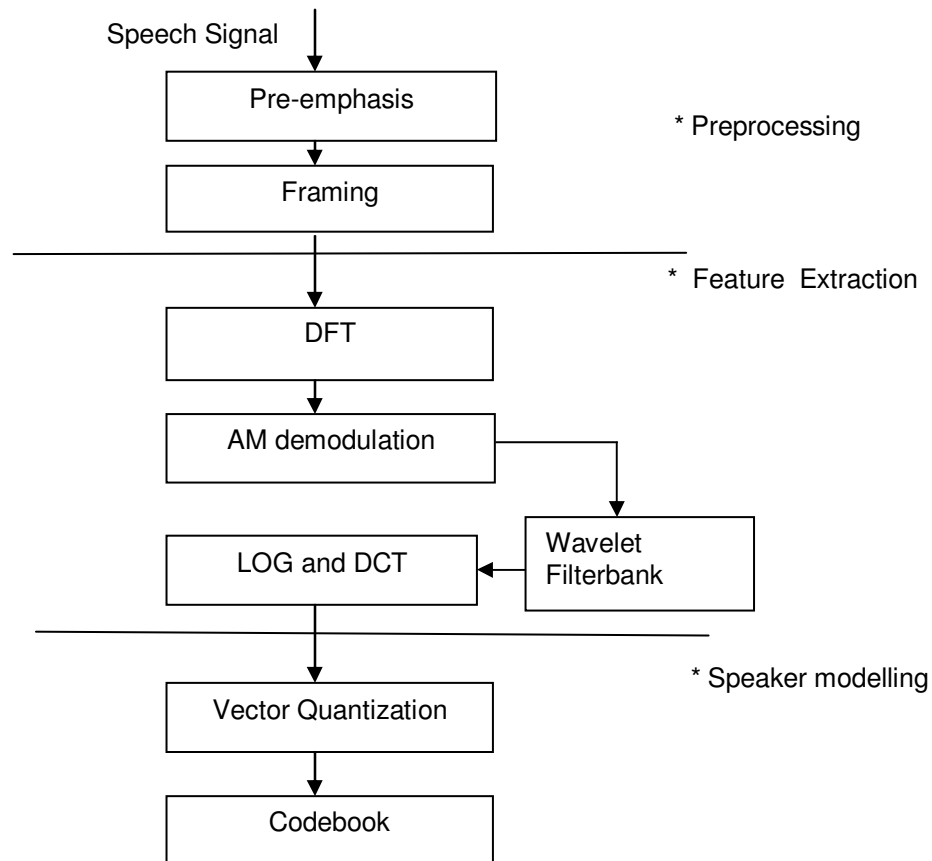 Speech Signal
Pre-emphasis
* Preprocessing
Framing
* Feature Extraction
DFT
AM demodulation
Wavelet
Filterbank
LOG and DCT
* Speaker modelling
Vector Quantization
Codebook